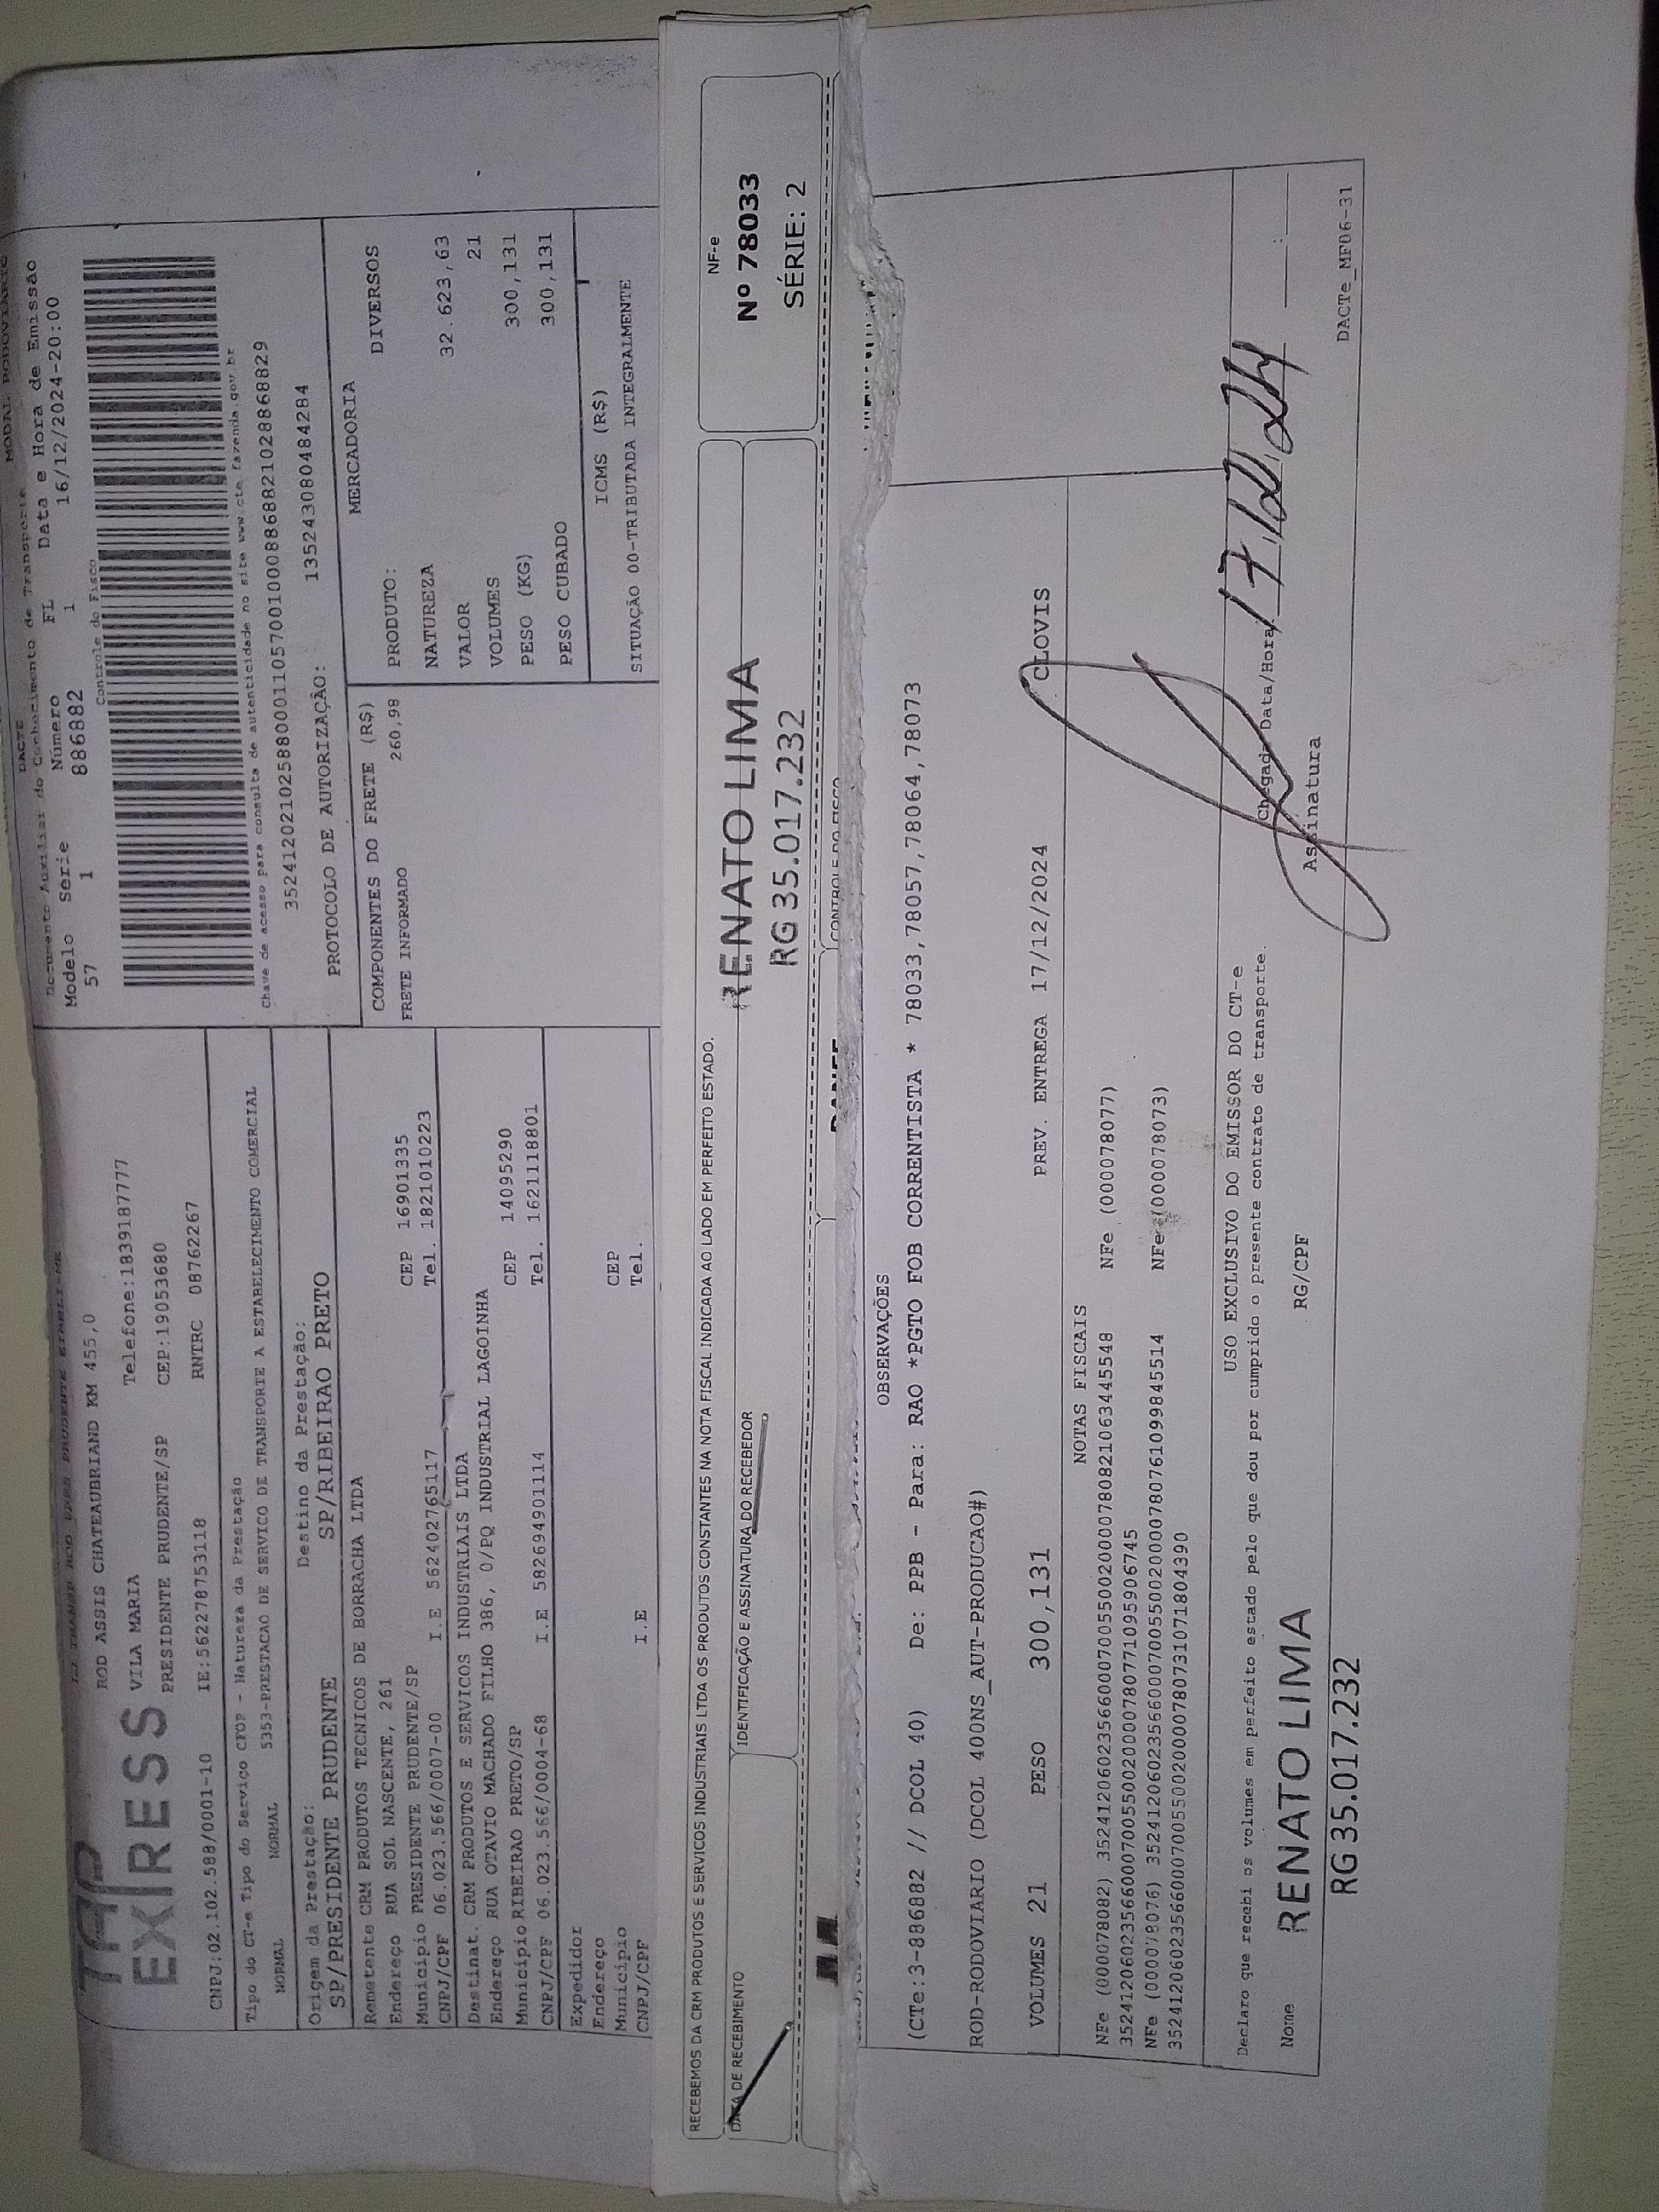 MODAL RODOVIARIO
DACTE
Documento Auxiliar do Conhecimento de Transporte
Modelo Serie Número FL Data e Hora de Emissão
57 1 886882 1 16/12/2024-20:00
Controle do Fisco
Chave de acesso para consulta de autenticidade no site www.cte.fazenda.gov.br
PROTOCOLO DE AUTORIZAÇÃO: 135243080484284
TAP
EXPRESS
ROD ASSIS CHATEAUBRIAND KM 455,0
VILA MARIA Telefone:1839187777
PRESIDENTE PRUDENTE/SP CEP:19053680
CNPJ:02.102.588/0001-10 IE:562278753118 RNTRC 08762267
Tipo do CT-e Tipo do Serviço CFOP - Natureza da Prestação
NORMAL NORMAL 5353-PRESTACAO DE SERVICO DE TRANSPORTE A ESTABELECIMENTO COMERCIAL
Origem da Prestação: Destino da Prestação:
SP/PRESIDENTE PRUDENTE SP/RIBEIRAO PRETO
Remetente CRM PRODUTOS TECNICOS DE BORRACHA LTDA
Endereço RUA SOL NASCENTE, 261 CEP 16901335
Município PRESIDENTE PRUDENTE/SP Tel. 1821010223
CNPJ/CPF 06.023.566/0007-00 I.E 562402765117
Destinat. CRM PRODUTOS E SERVICOS INDUSTRIAIS LTDA
Endereço RUA OTAVIO MACHADO FILHO 386, 0/PQ INDUSTRIAL LAGOINHA
Município RIBEIRAO PRETO/SP CEP 14095290
CNPJ/CPF 06.023.566/0004-68 I.E 582694901114 Tel. 1621118801
Expedidor
Endereço
Município CEP
CNPJ/CPF I.E Tel.
COMPONENTES DO FRETE (R$)
FRETE INFORMADO 260,98
MERCADORIA
PRODUTO: DIVERSOS
NATUREZA
VALOR 32.623,63
VOLUMES 21
PESO (KG) 300,131
PESO CUBADO 300,131
ICMS (R$)
SITUAÇÃO 00-TRIBUTADA INTEGRALMENTE
RECEBEMOS DA CRM PRODUTOS E SERVIÇOS INDUSTRIAIS LTDA OS PRODUTOS CONSTANTES NA NOTA FISCAL INDICADA AO LADO EM PERFEITO ESTADO.
DATA DE RECEBIMENTO IDENTIFICAÇÃO E ASSINATURA DO RECEBEDOR
RENATO LIMA
RG 35.017.232
NF-e
Nº 78033
SÉRIE: 2
DANFE
CONTROLE DO FISCO
OBSERVAÇÕES
(CTe:3-886882 // DCOL 40) De: PPB - Para: RAO *PGTO FOB CORRENTISTA * 78033,78057,78064,78073
ROD-RODOVIARIO (DCOL 400NS_AUT-PRODUCAO#)
VOLUMES 21 PESO 300,131 PREV. ENTREGA 17/12/2024 CLOVIS
NOTAS FISCAIS
NFe (000078082) NFe (000078077)
NFe (000078076) NFe (000078073)
USO EXCLUSIVO DO EMISSOR DO CT-e
Declaro que recebi os volumes em perfeito estado pelo que dou por cumprido o presente contrato de transporte.
Chegada Data/Hora 17/12/24
Nome RENATO LIMA RG/CPF Assinatura
RG 35.017.232
DACTe_MF06-31